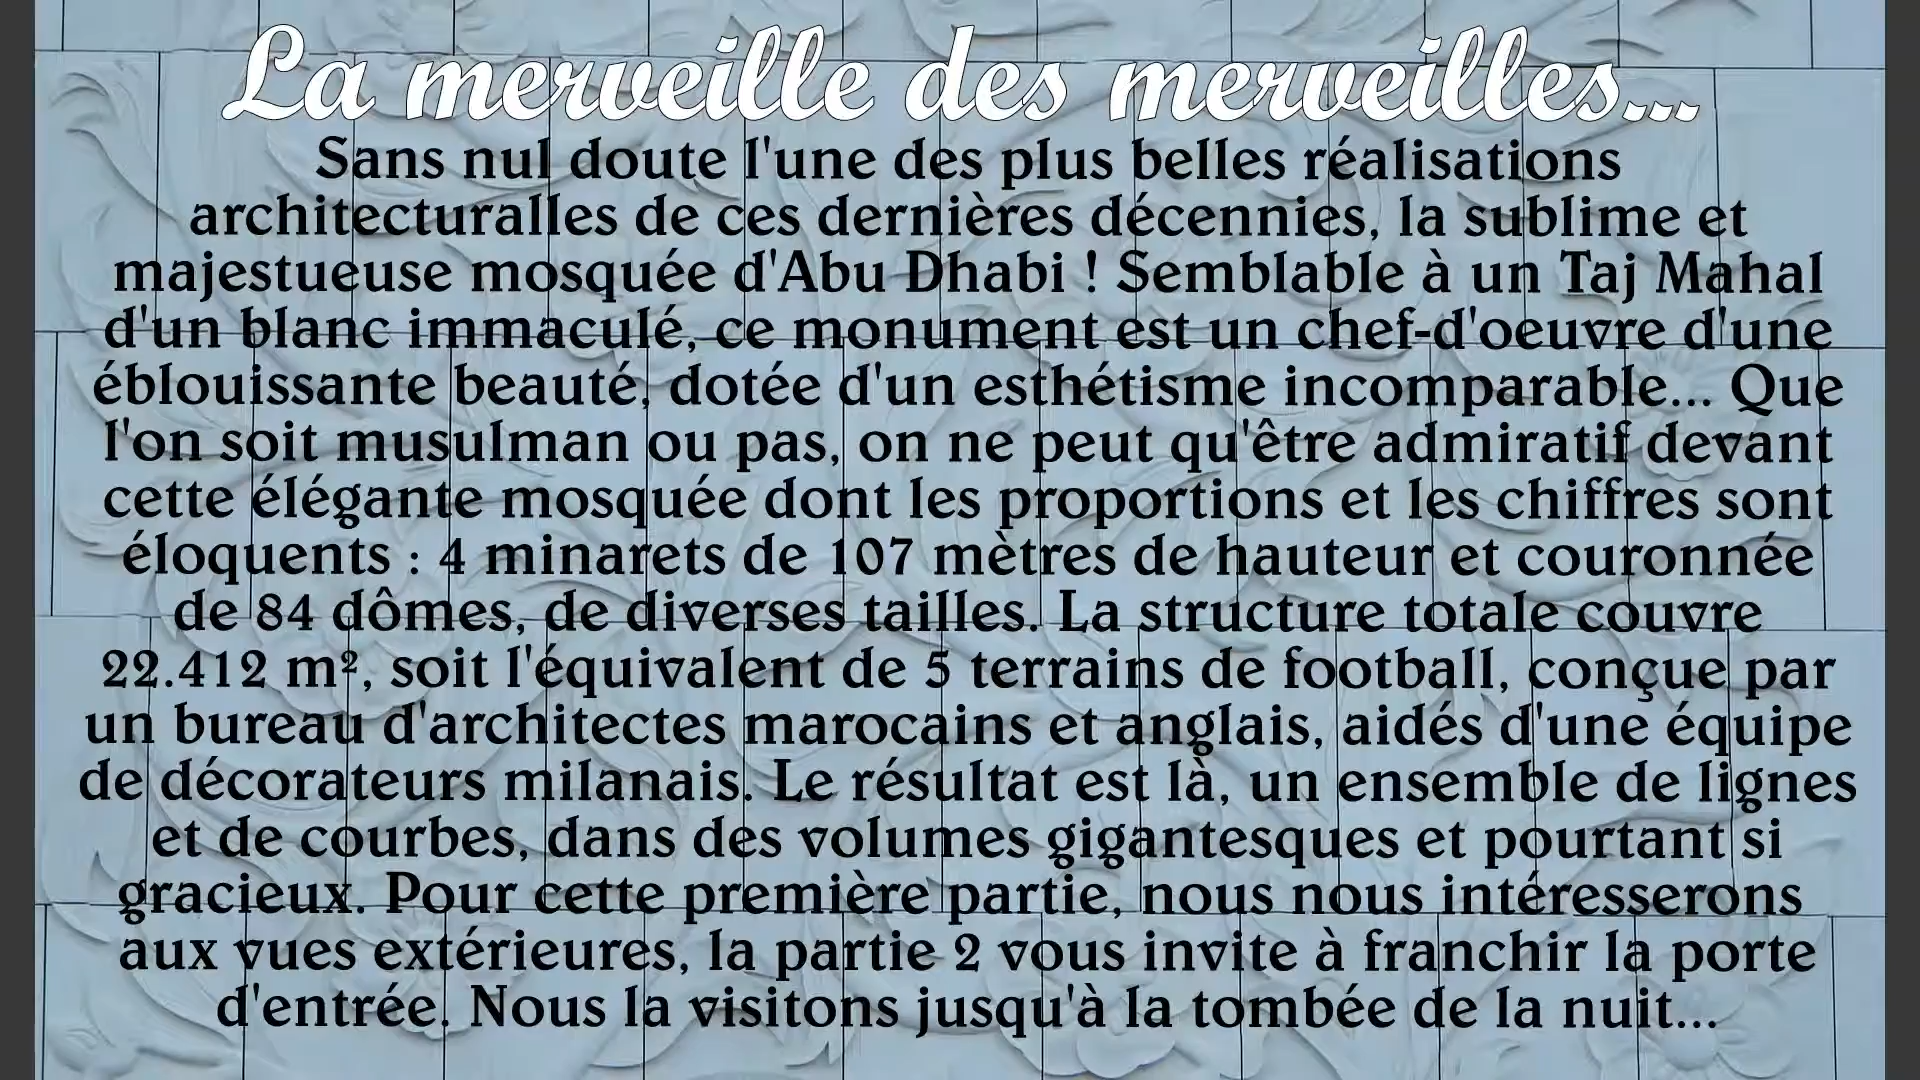 La merveille des merveilles...
Sans nul doute l'une des plus belles réalisations
architecturalles de ces dernières décennies, la sublime et
majestueuse mosquée d'Abu Dhabi ! Semblable à un Taj Mahal
d'un blanc immaculé, ce monument est un chef-d'oeuvre d'une
éblouissante beauté, dotée d'un esthétisme incomparable... Que
l'on soit musulman ou pas, on ne peut qu'être admiratif devant
cette élégante mosquée dont les proportions et les chiffres sont
éloquents : 4 minarets de 107 mètres de hauteur et couronnée
de 84 dômes, de diverses tailles. La structure totale couvre
22.412 m², soit l'équivalent de 5 terrains de football, conçue par
un bureau d'architectes marocains et anglais, aidés d'une équipe
de décorateurs milanais. Le résultat est là, un ensemble de lignes
et de courbes, dans des volumes gigantesques et pourtant si
gracieux. Pour cette première partie, nous nous intéresserons
aux vues extérieures, la partie 2 vous invite à franchir la porte
d'entrée. Nous la visitons jusqu'à la tombée de la nuit...